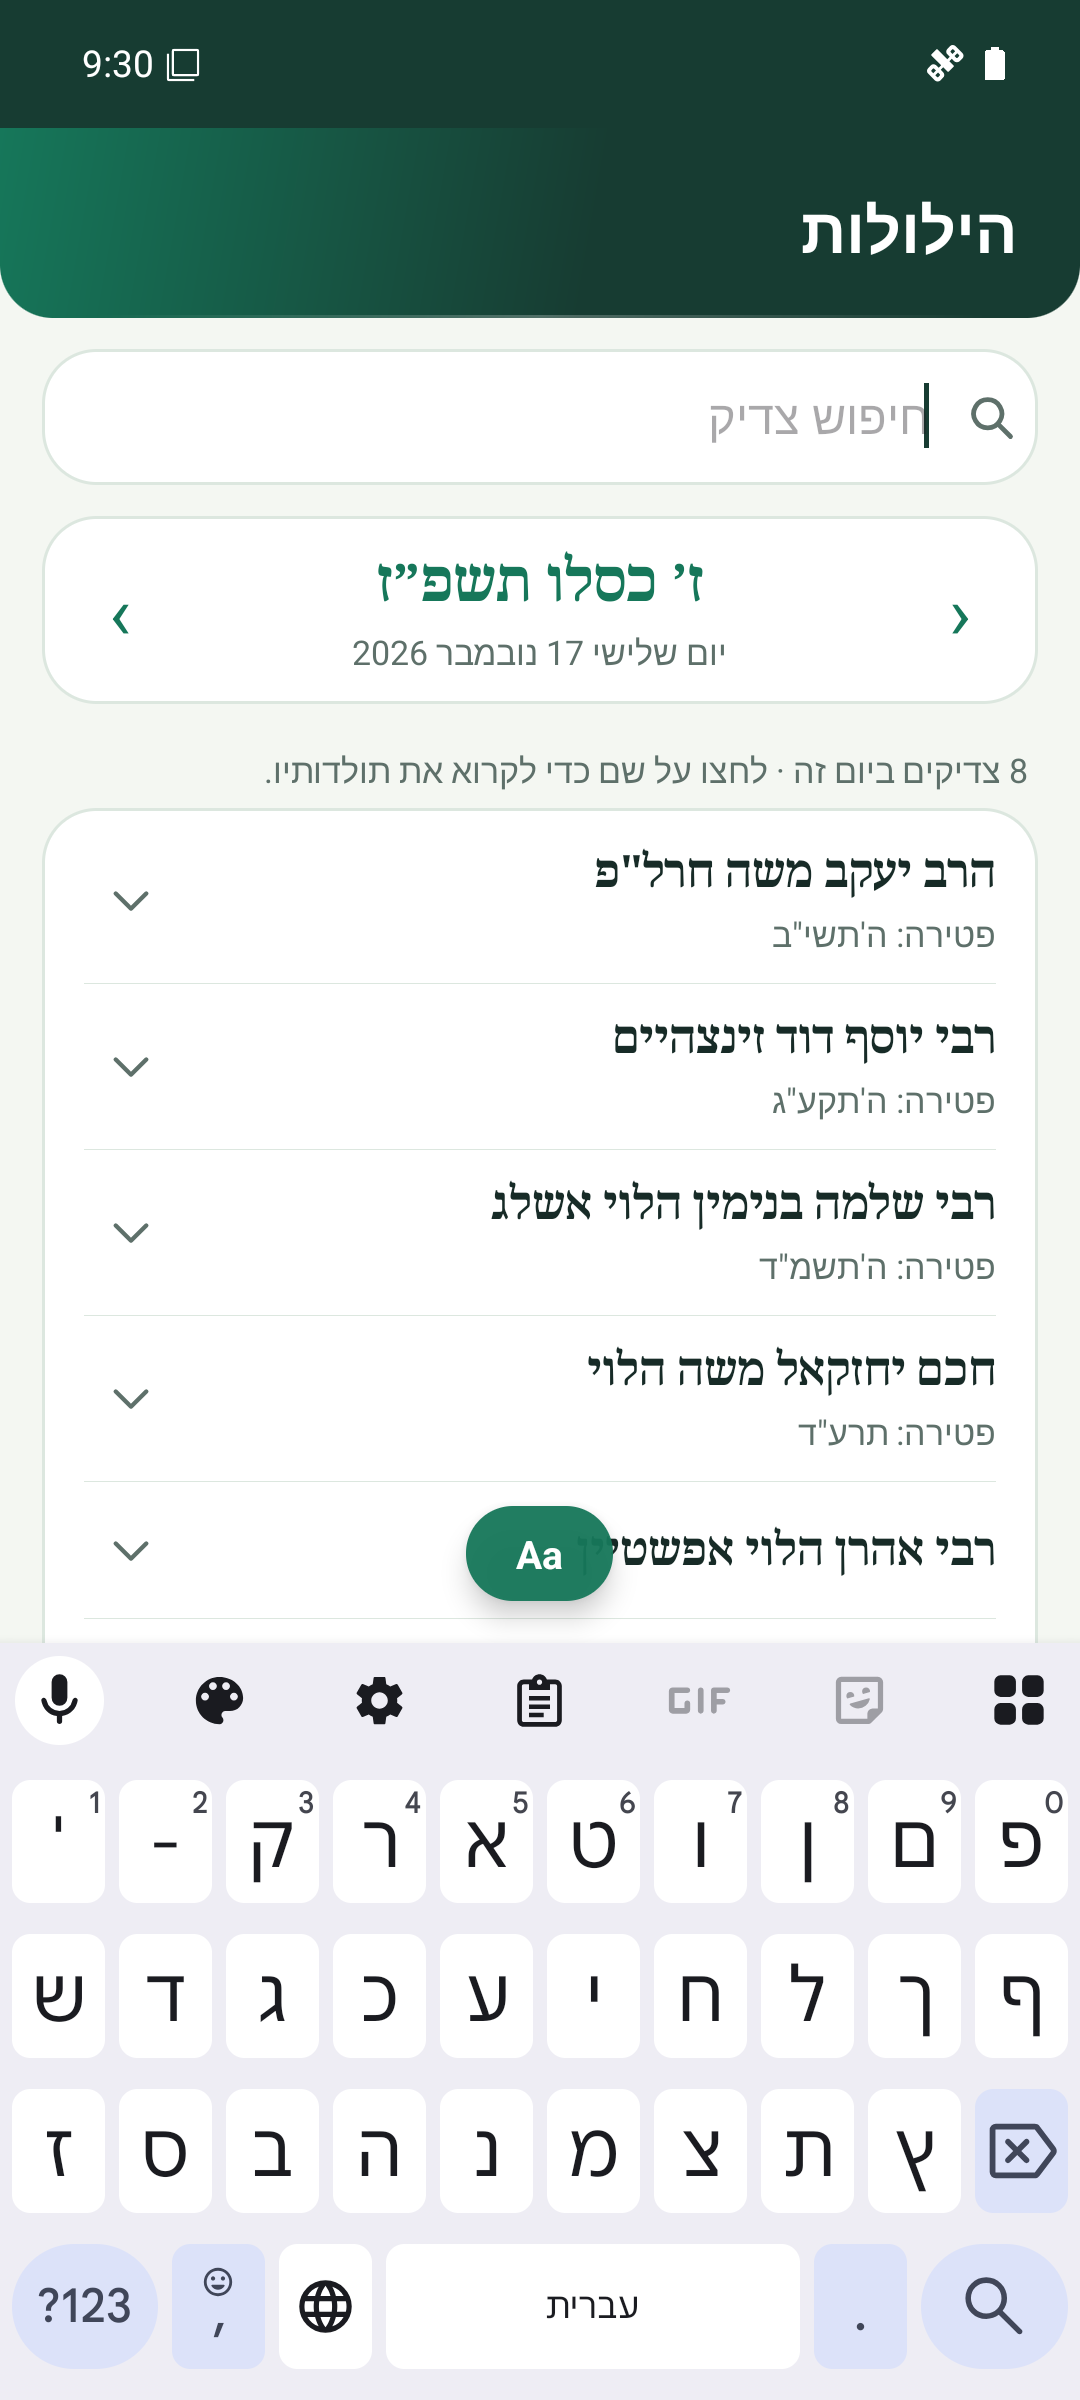 9:30
הילולות
חיפוש צדיק
ז׳ כסלו תשפ״ז
יום שלישי 17 נובמבר 2026
8 צדיקים ביום זה · לחצו על שם כדי לקרוא את תולדותיו.
הרב יעקב משה חרל"פ
פטירה: ה'תשי"ב
רבי יוסף דוד זינצהיים
פטירה: ה'תקע"ג
רבי שלמה בנימין הלוי אשלג
פטירה: ה'תשמ"ד
חכם יחזקאל משה הלוי
פטירה: תרע"ד
רבי אהרן הלוי אפשטיין
Aa
GIF
1 2 3 4 5 6 7 8 9 0
' - ק ר א ט ו ן ם פ
ש ד ג כ ע י ח ל ך ף
ז ס ב ה נ מ צ ת ץ
?123 , עברית .